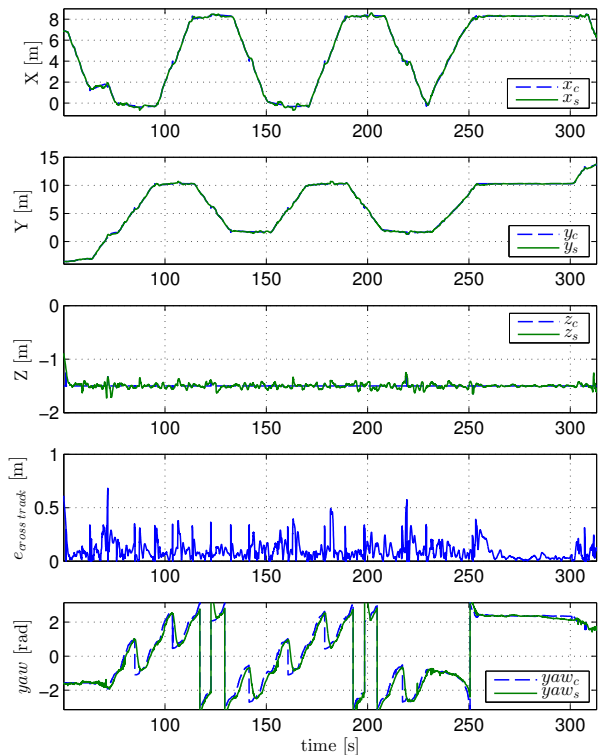 X [m]
8
6
4
2
0
x_c
x_s
100 150 200 250 300
Y [m]
15
10
5
0
y_c
y_s
100 150 200 250 300
Z [m]
0
−1
−2
z_c
z_s
100 150 200 250 300
e_cross track [m]
1
0.5
0
100 150 200 250 300
yaw [rad]
2
0
−2
yaw_c
yaw_s
100 150 200 250 300
time [s]